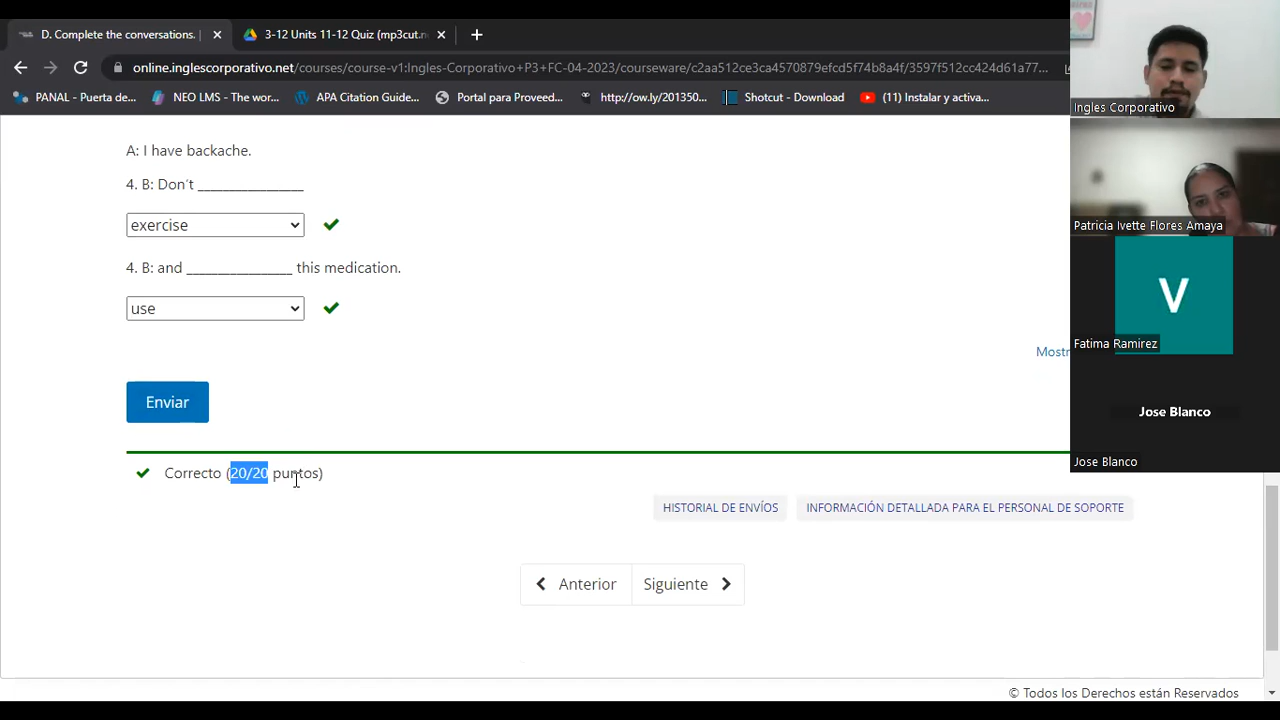 D. Complete the conversations.
3-12 Units 11-12 Quiz (mp3cut.n
online.inglescorporativo.net/courses/course-v1:Ingles-Corporativo+P3+EC-04-2023/courseware/c2aa512ce3ca4570879efcd5f74b8a4f/3597f512cc424d61a77...
PANAL - Puerta de...
NEO LMS - The wor...
APA Citation Guide...
Portal para Proveed...
http://ow.ly/201350...
Shotcut - Download
(11) Instalar y activa...
Ingles Corporativo
A: I have backache.
4. B: Don't ________________
exercise
4. B: and ________________ this medication.
use
Mostr
Enviar
Correcto (20/20 puntos)
HISTORIAL DE ENVÍOS
INFORMACIÓN DETALLADA PARA EL PERSONAL DE SOPORTE
Anterior
Siguiente
© Todos los Derechos están Reservados
Patricia Ivette Flores Amaya
V
Fatima Ramirez
Jose Blanco
Jose Blanco